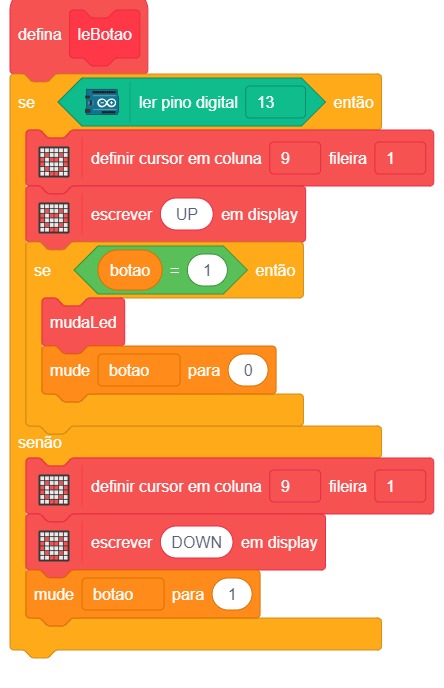 defina leBotao
se ler pino digital 13 então
definir cursor em coluna 9 fileira 1
escrever UP em display
se botao = 1 então
mudaLed
mude botao para 0
senão
definir cursor em coluna 9 fileira 1
escrever DOWN em display
mude botao para 1